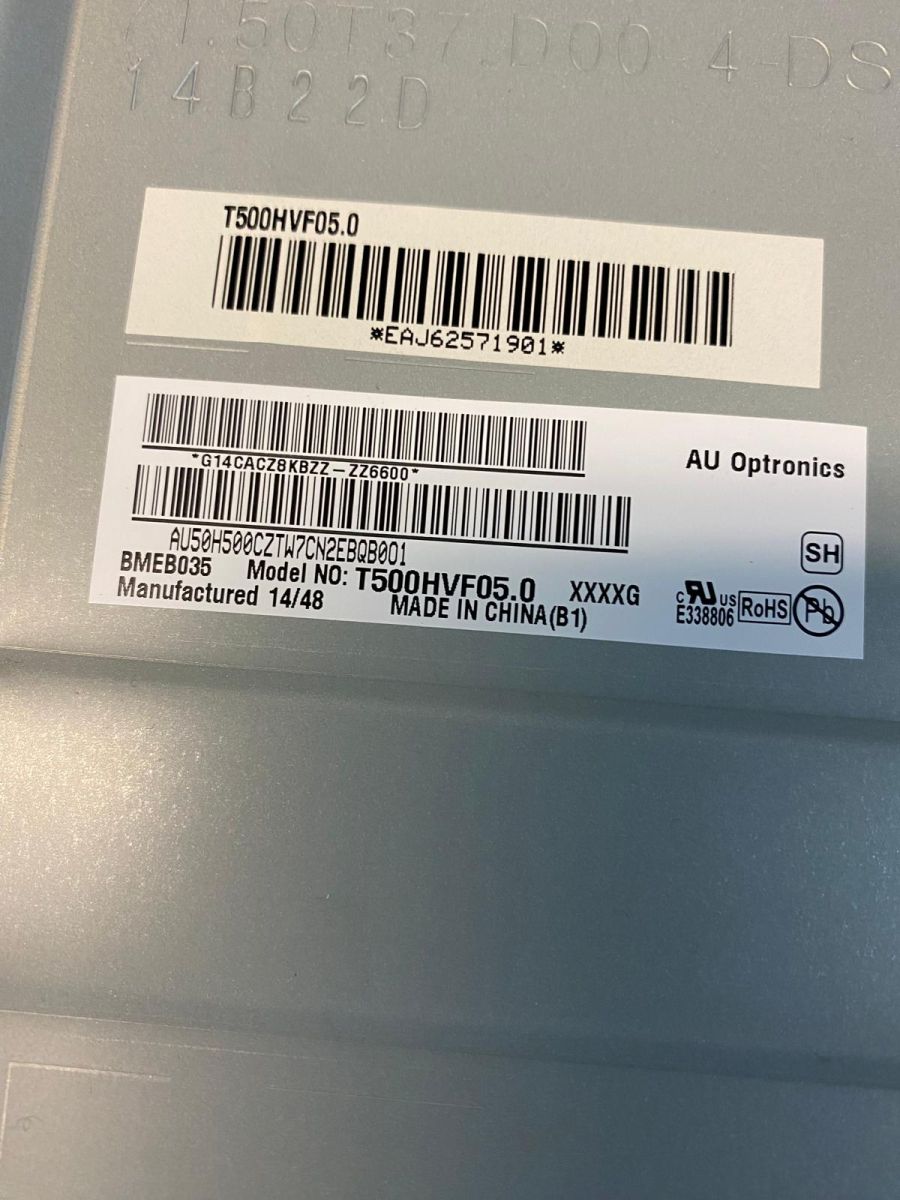 71.50T37.D00-4-DS
14B22D
T500HVF05.0
*EAJ62571901*
*G14CACZ8KBZZ-ZZ6600*
AU Optronics
AU50H500CZTW7CN2EBQB001
SH
BMEB035 Model NO: T500HVF05.0 XXXXG
Manufactured 14/48 MADE IN CHINA(B1)
c RU US
E338806
RoHS
Pb